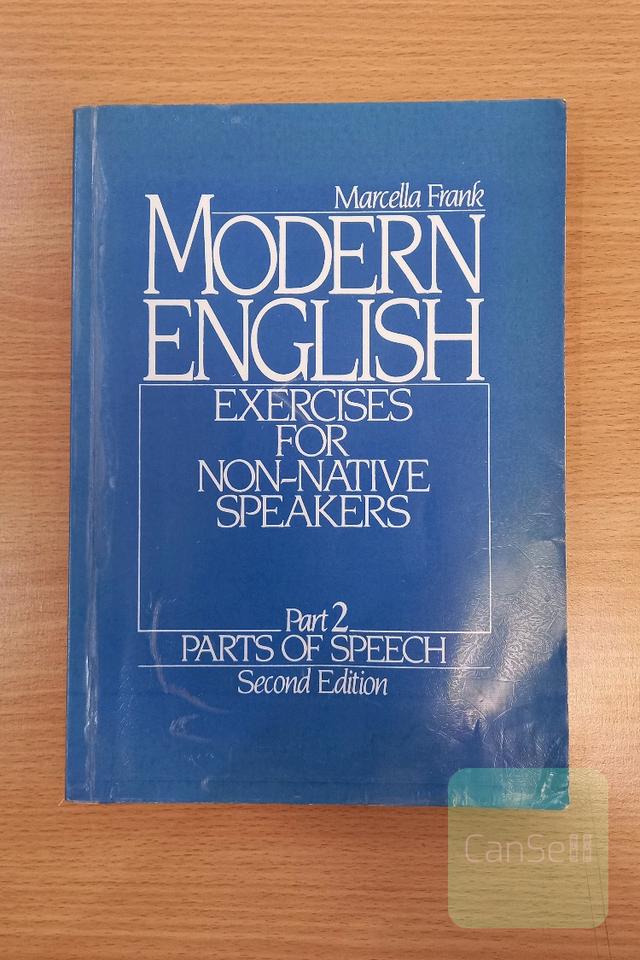 Marcella Frank
MODERN
ENGLISH
EXERCISES
FOR
NON-NATIVE
SPEAKERS
Part 2
PARTS OF SPEECH
Second Edition
CanSell